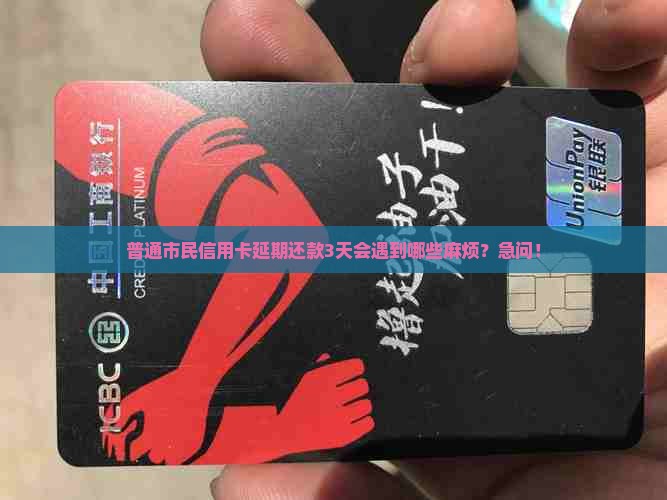 中国工商银行
CREDIT PLATINUM
ICBC
撸起袖子
加油干！
UnionPay
银联
普通市民信用卡延期还款3天会遇到哪些麻烦？急问！